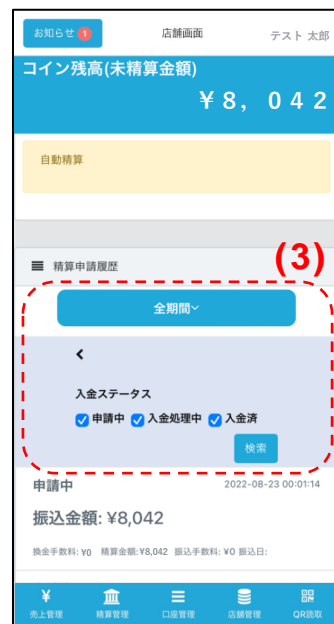 お知らせ 1 店舗画面 テスト 太郎
コイン残高(未精算金額)
¥8,042
自動精算
精算申請履歴
(3)
全期間
入金ステータス
申請中 入金処理中 入金済
検索
申請中 2022-08-23 00:01:14
振込金額: ¥8,042
換金手数料: ¥0 精算金額: ¥8,042 振込手数料: ¥0 振込日:
売上管理 精算管理 口座管理 店舗管理 QR読取